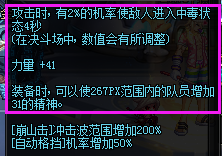 攻击时,有2%的机率使敌人进入中毒状
态4秒
(在决斗场中,数值会有所调整)
力量 +41
装备时,可以使267PX范围内的队员增加
31的精神。
[崩山击]冲击波范围增加200%
[自动格挡]机率增加50%